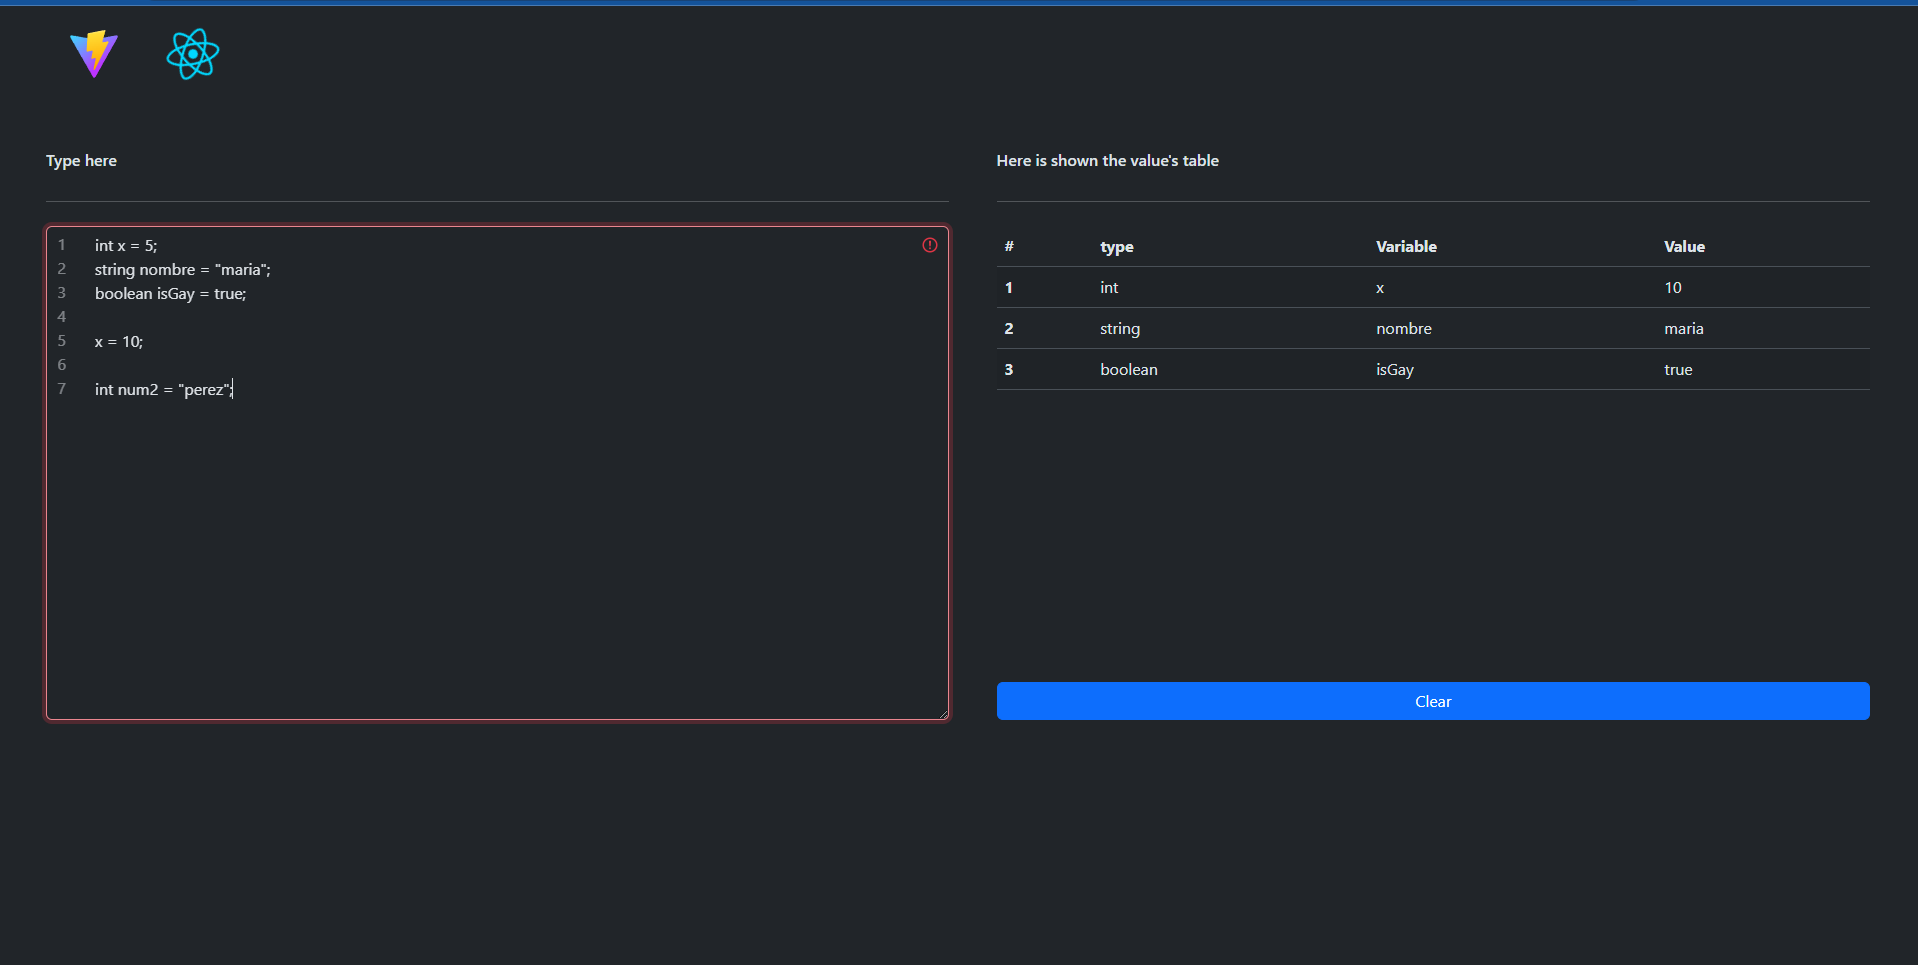 Type here
1 int x = 5;
2 string nombre = "maria";
3 boolean isGay = true;
4
5 x = 10;
6
7 int num2 = "perez";
Here is shown the value's table
# type Variable Value
1 int x 10
2 string nombre maria
3 boolean isGay true
Clear